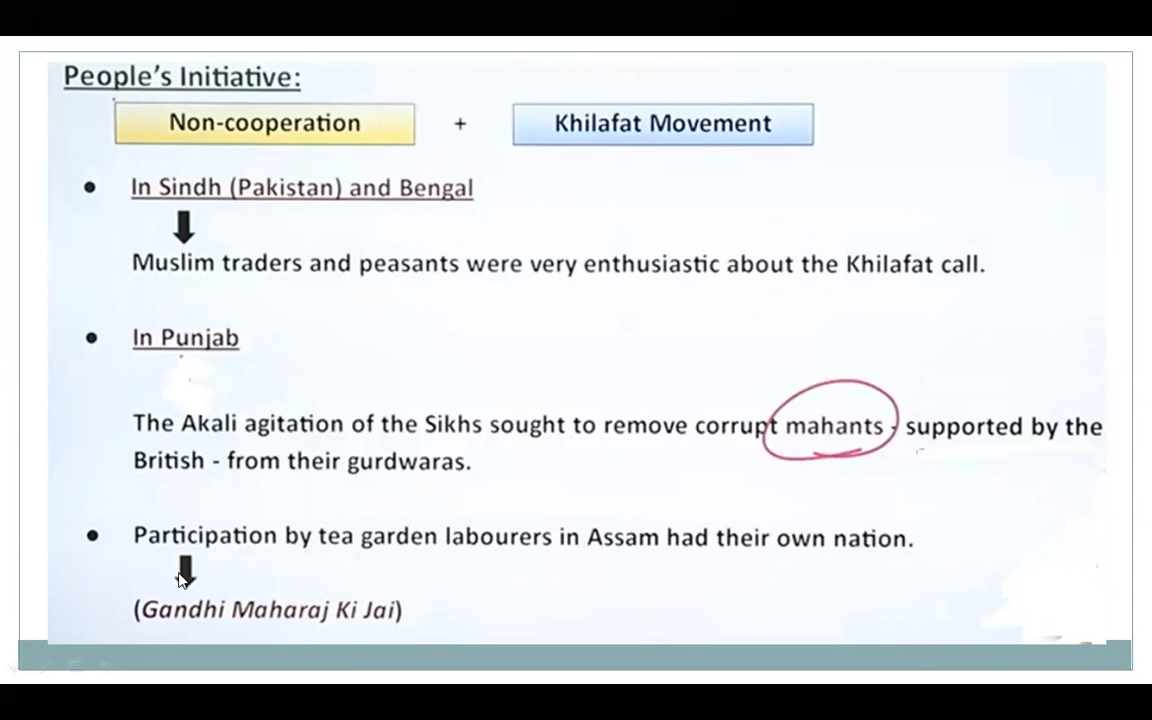 People's Initiative:
Non-cooperation + Khilafat Movement
• In Sindh (Pakistan) and Bengal
Muslim traders and peasants were very enthusiastic about the Khilafat call.
• In Punjab
The Akali agitation of the Sikhs sought to remove corrupt mahants - supported by the
British - from their gurdwaras.
• Participation by tea garden labourers in Assam had their own nation.
(Gandhi Maharaj Ki Jai)